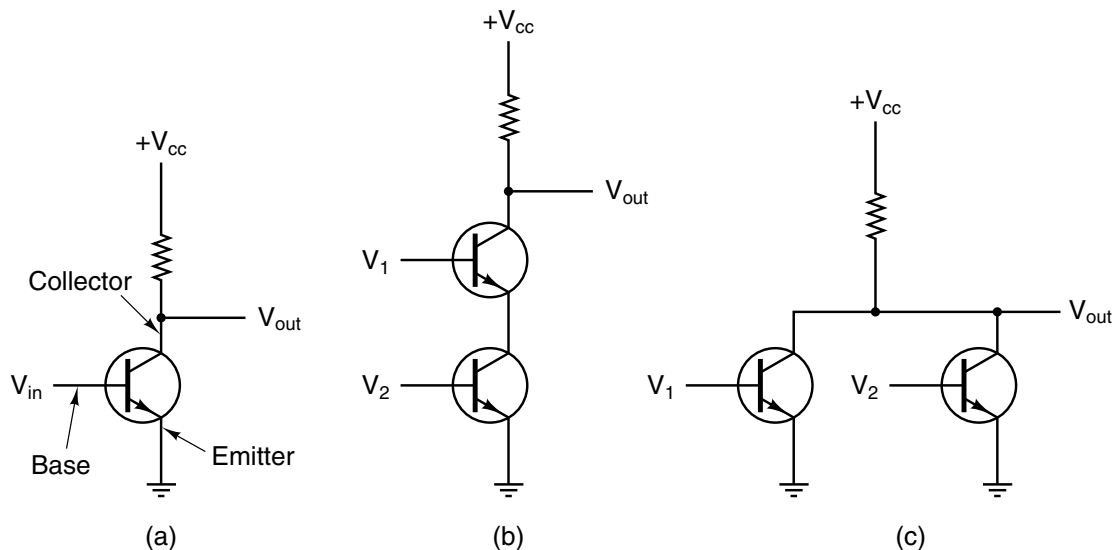 +Vcc
Collector
Vout
Vin
Base
Emitter
(a)
+Vcc
Vout
V1
V2
(b)
+Vcc
Vout
V1
V2
(c)